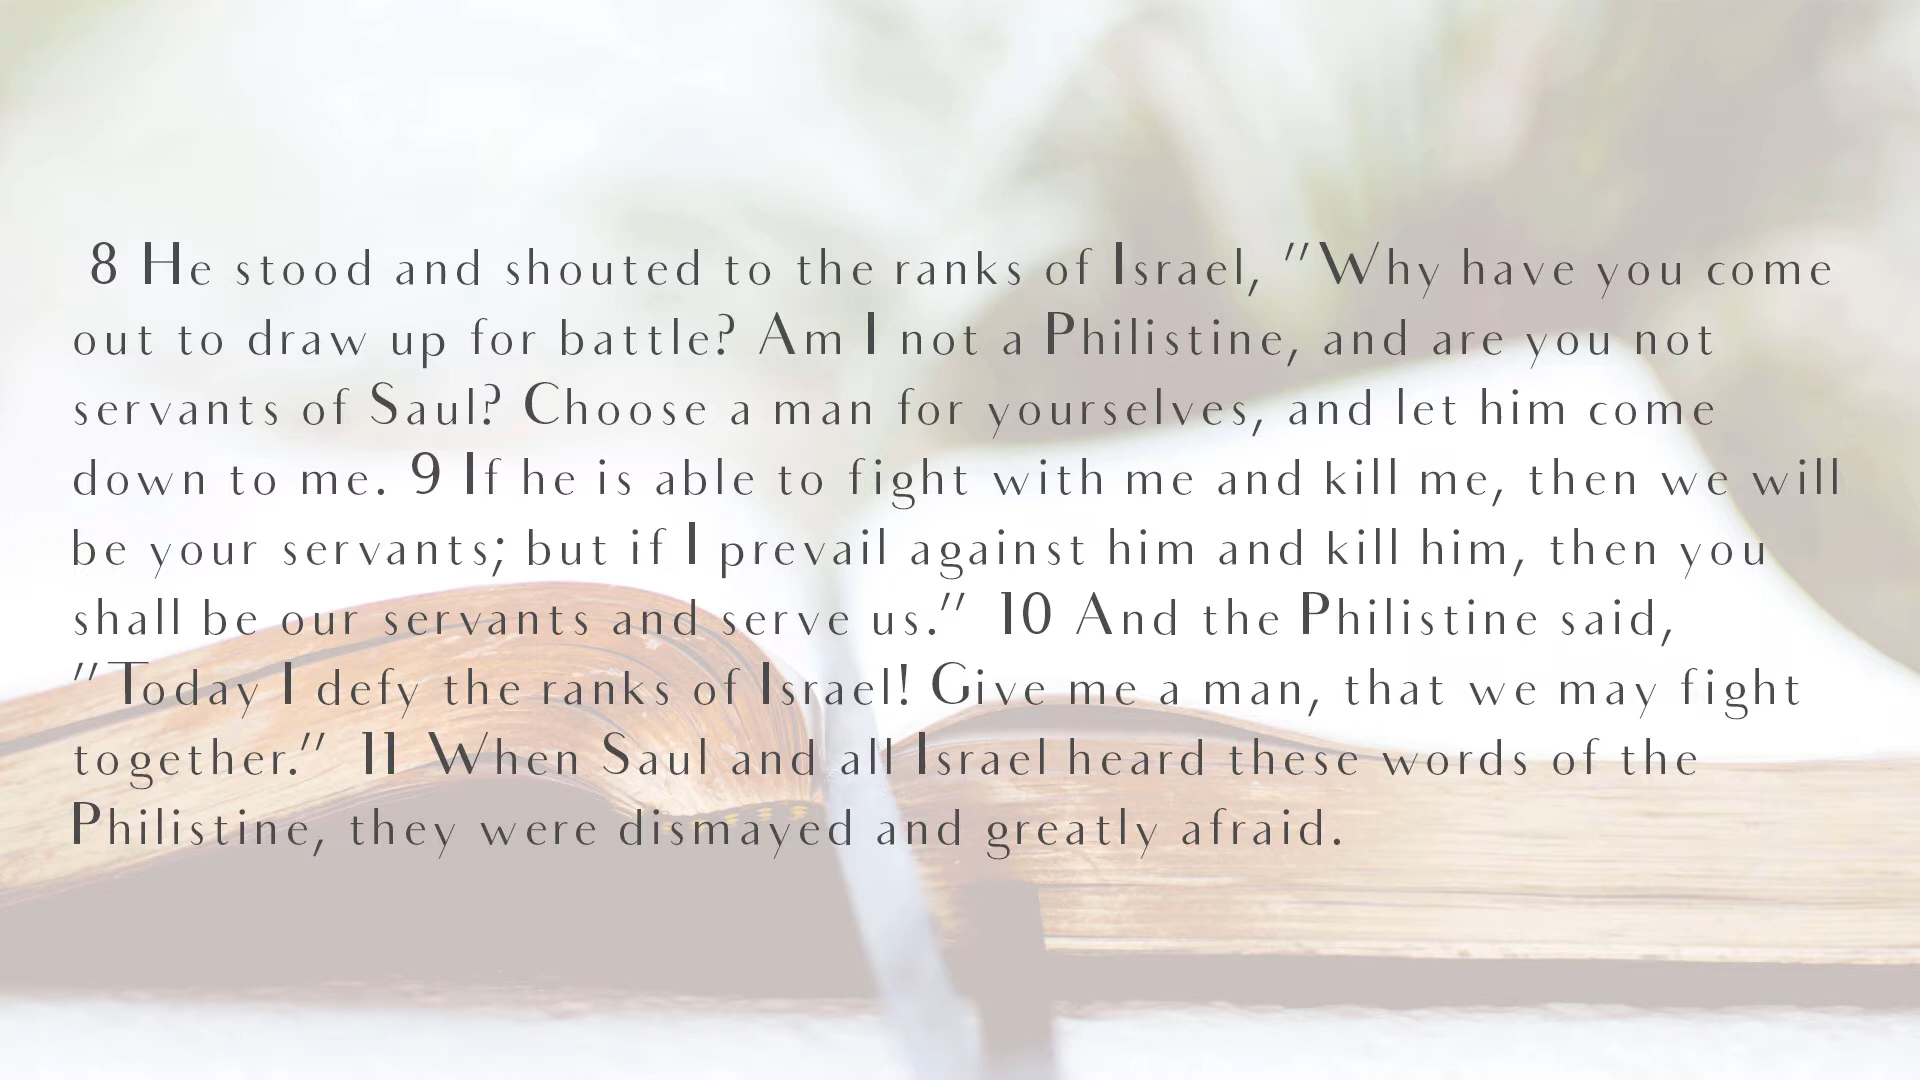 8 He stood and shouted to the ranks of Israel, "Why have you come
out to draw up for battle? Am I not a Philistine, and are you not
servants of Saul? Choose a man for yourselves, and let him come
down to me. 9 If he is able to fight with me and kill me, then we will
be your servants; but if I prevail against him and kill him, then you
shall be our servants and serve us." 10 And the Philistine said,
"Today I defy the ranks of Israel! Give me a man, that we may fight
together." 11 When Saul and all Israel heard these words of the
Philistine, they were dismayed and greatly afraid.